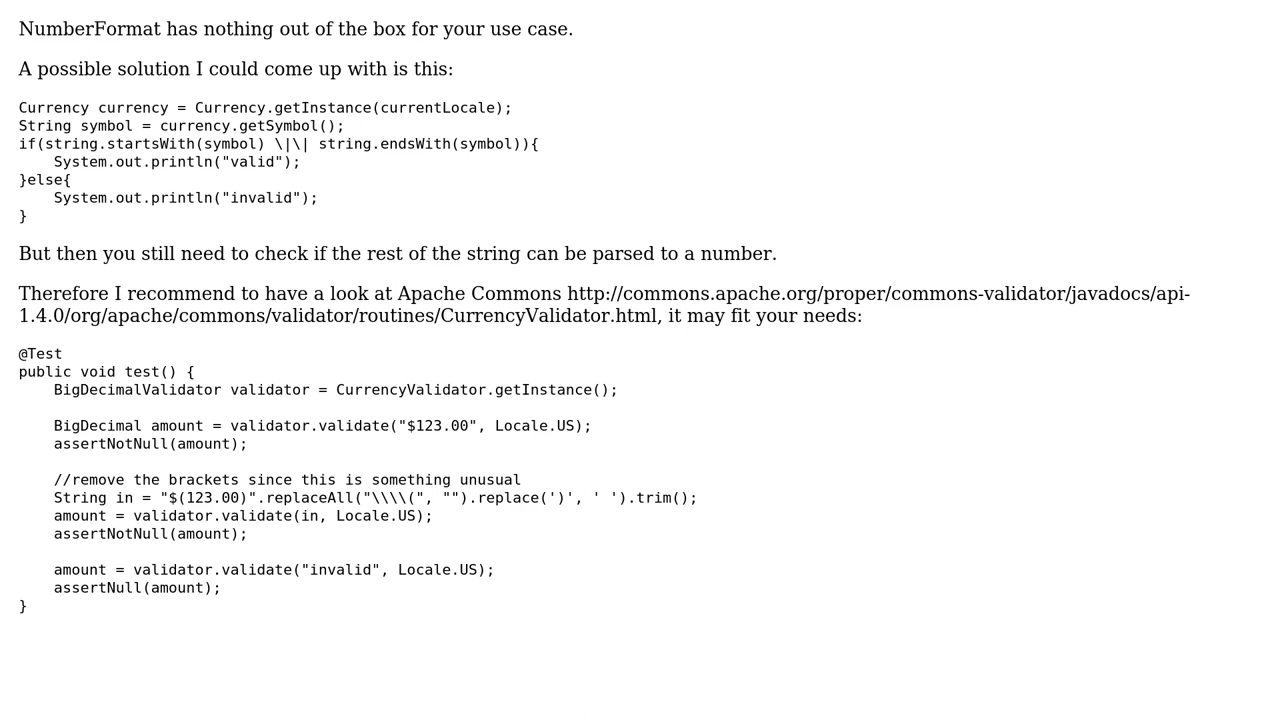 NumberFormat has nothing out of the box for your use case.
A possible solution I could come up with is this:
Currency currency = Currency.getInstance(currentLocale);
String symbol = currency.getSymbol();
if(string.startsWith(symbol) \|\| string.endsWith(symbol)){
    System.out.println("valid");
}else{
    System.out.println("invalid");
}
But then you still need to check if the rest of the string can be parsed to a number.
Therefore I recommend to have a look at Apache Commons http://commons.apache.org/proper/commons-validator/javadocs/api-
1.4.0/org/apache/commons/validator/routines/CurrencyValidator.html, it may fit your needs:
@Test
public void test() {
    BigDecimalValidator validator = CurrencyValidator.getInstance();
    BigDecimal amount = validator.validate("$123.00", Locale.US);
    assertNotNull(amount);
    //remove the brackets since this is something unusual
    String in = "$(123.00)".replaceAll("\\\\(", "").replace(')', ' ').trim();
    amount = validator.validate(in, Locale.US);
    assertNotNull(amount);
    amount = validator.validate("invalid", Locale.US);
    assertNull(amount);
}